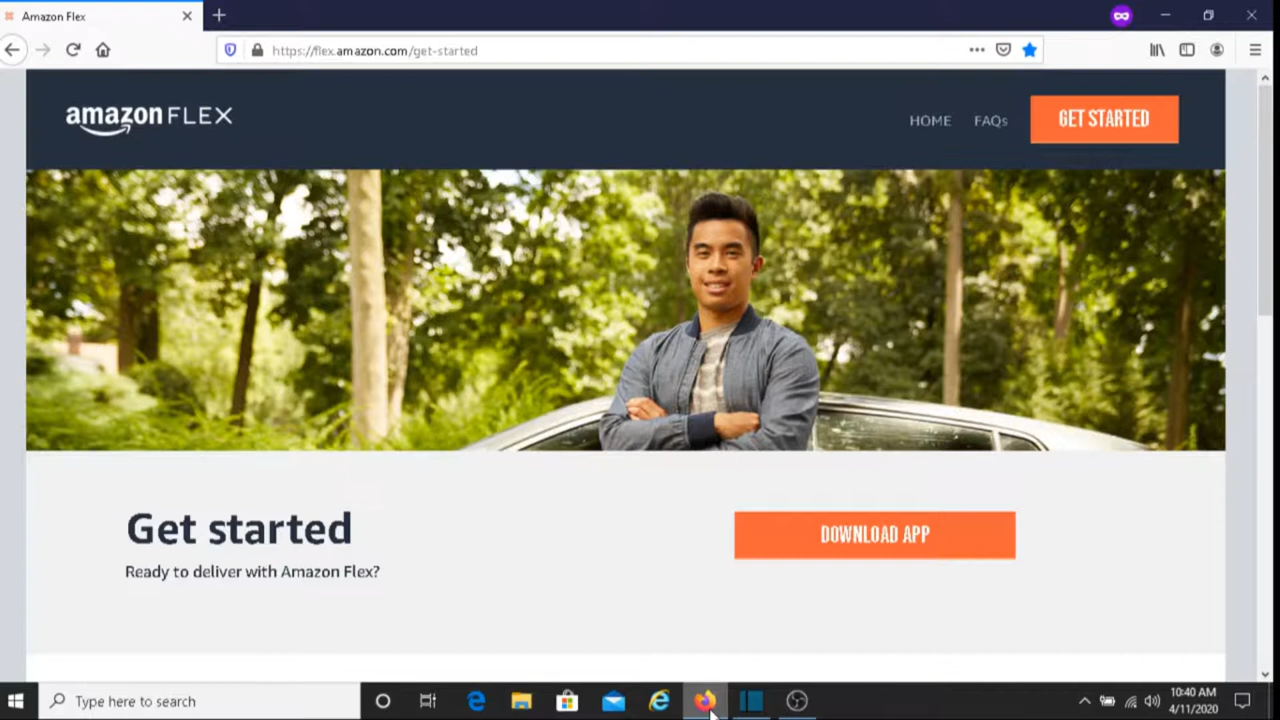 Amazon Flex
https://flex.amazon.com/get-started
amazon FLEX
HOME
FAQs
GET STARTED
Get started
Ready to deliver with Amazon Flex?
DOWNLOAD APP
Type here to search
10:40 AM
4/11/2020